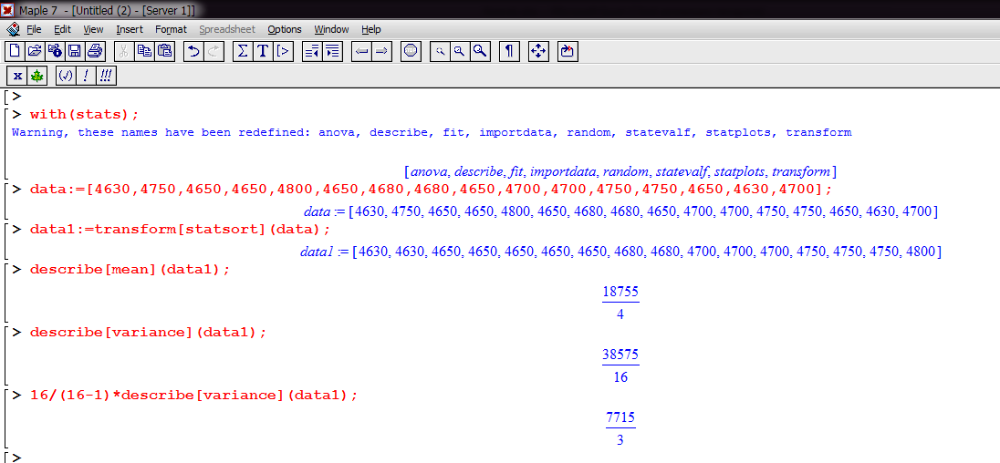 Maple 7 - [Untitled (2) - [Server 1]]
File Edit View Insert Format Spreadsheet Options Window Help
Σ T [>
x (√) ! !!!
[ >
> with(stats);
Warning, these names have been redefined: anova, describe, fit, importdata, random, statevalf, statplots, transform
[anova, describe, fit, importdata, random, statevalf, statplots, transform]
> data:=[4630,4750,4650,4650,4800,4650,4680,4680,4650,4700,4700,4750,4750,4650,4630,4700];
data := [4630, 4750, 4650, 4650, 4800, 4650, 4680, 4680, 4650, 4700, 4700, 4750, 4750, 4650, 4630, 4700]
> data1:=transform[statsort](data);
data1 := [4630, 4630, 4650, 4650, 4650, 4650, 4650, 4680, 4680, 4700, 4700, 4700, 4750, 4750, 4750, 4800]
> describe[mean](data1);
18755
4
> describe[variance](data1);
38575
16
> 16/(16-1)*describe[variance](data1);
7715
3
[ >